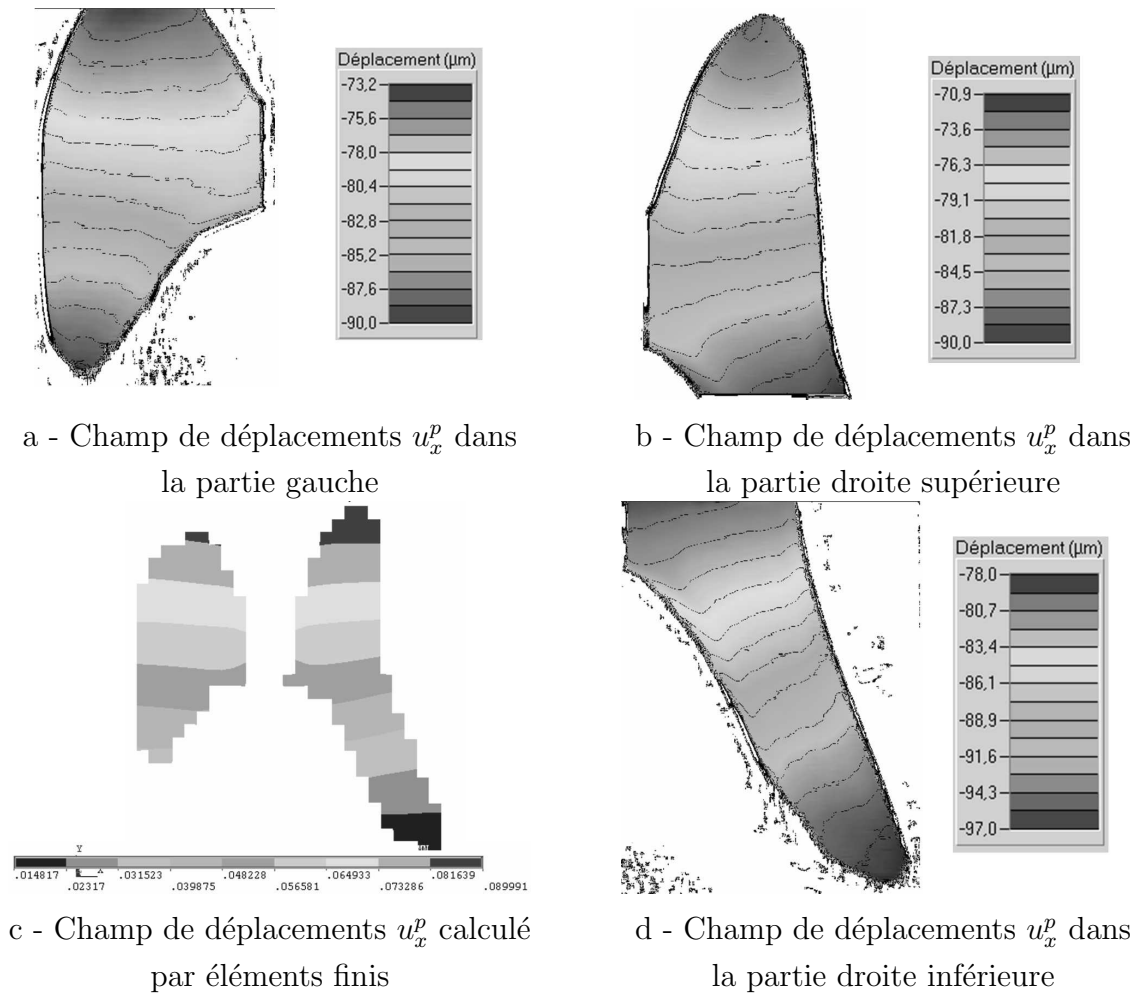 Déplacement (µm)
-73,2
-75,6
-78,0
-80,4
-82,8
-85,2
-87,6
-90,0
Déplacement (µm)
-70,9
-73,6
-76,3
-79,1
-81,8
-84,5
-87,3
-90,0
a - Champ de déplacements u_x^p dans
la partie gauche
b - Champ de déplacements u_x^p dans
la partie droite supérieure
Y
.014817
.02317
.031523
.039875
.048228
.056581
.064933
.073286
.081639
.089991
Déplacement (µm)
-78,0
-80,7
-83,4
-86,1
-88,9
-91,6
-94,3
-97,0
c - Champ de déplacements u_x^p calculé
par éléments finis
d - Champ de déplacements u_x^p dans
la partie droite inférieure